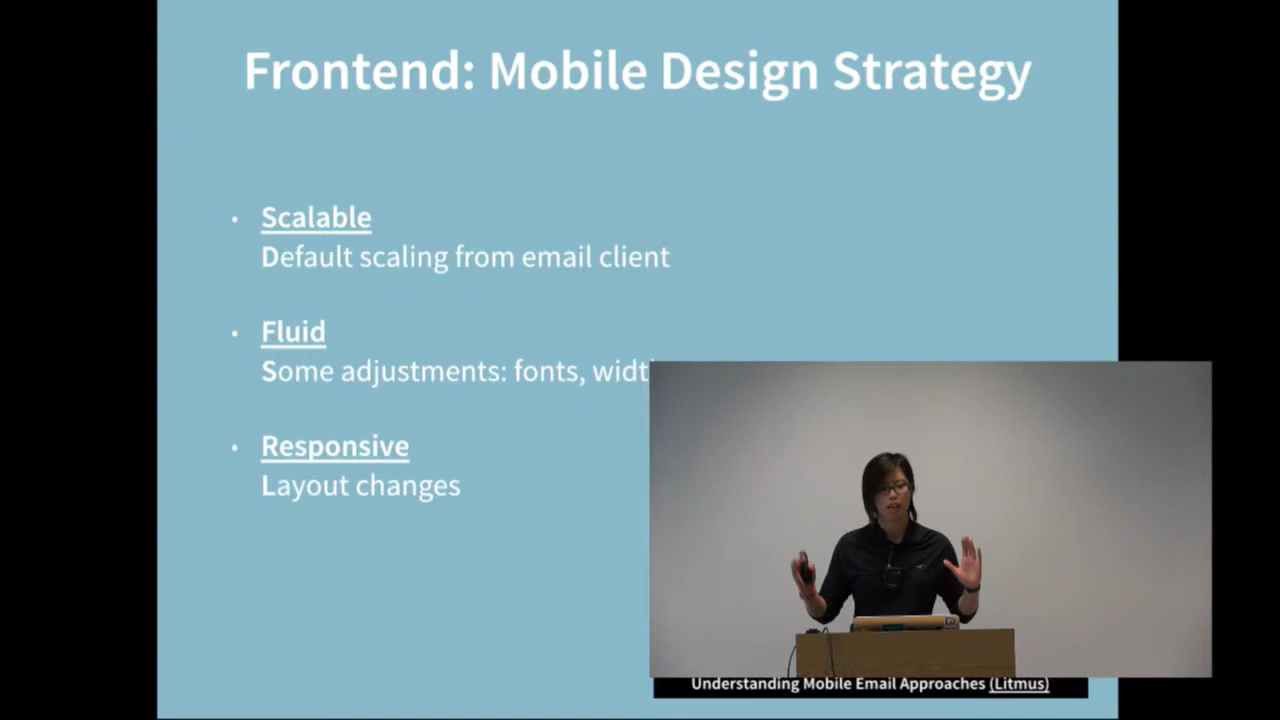 Frontend: Mobile Design Strategy
• Scalable
Default scaling from email client
• Fluid
Some adjustments: fonts,
• Responsive
Layout changes
Understanding Mobile Email Approaches (Litmus)